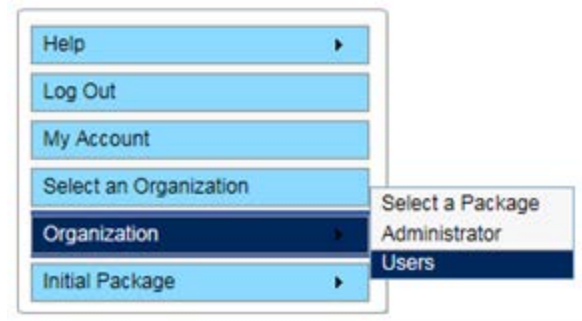 Help
Log Out
My Account
Select an Organization
Organization
Initial Package
Select a Package
Administrator
Users